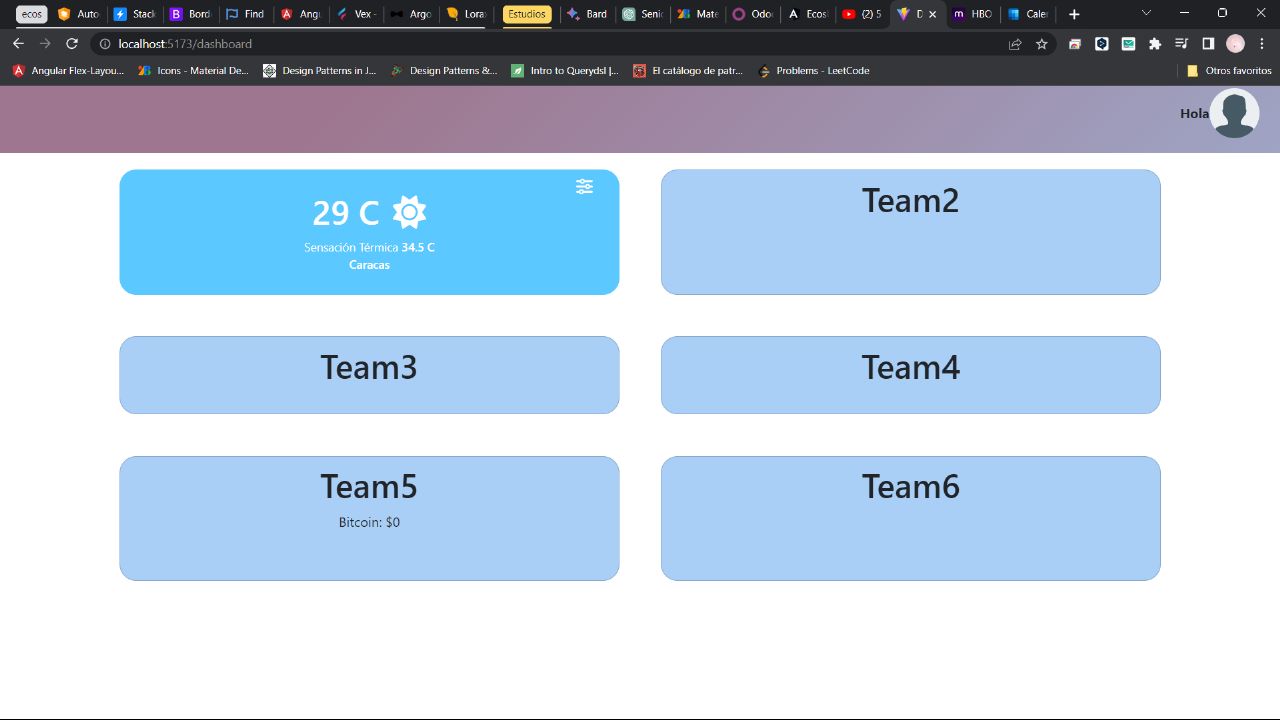 ecos Auto Stack Bord Find Ang Vex - Argo Lora Estudios Bard Senic Mate Odoo (2) 5 D HBO Cale
localhost:5173/dashboard
Angular Flex-Layou... Icons - Material De... Design Patterns in J... Design Patterns &... Intro to Querydsl |... El catálogo de patr... Problems - LeetCode Otros favoritos
Hola
29 C
Sensación Térmica 34.5 C
Caracas
Team2
Team3
Team4
Team5
Bitcoin: $0
Team6